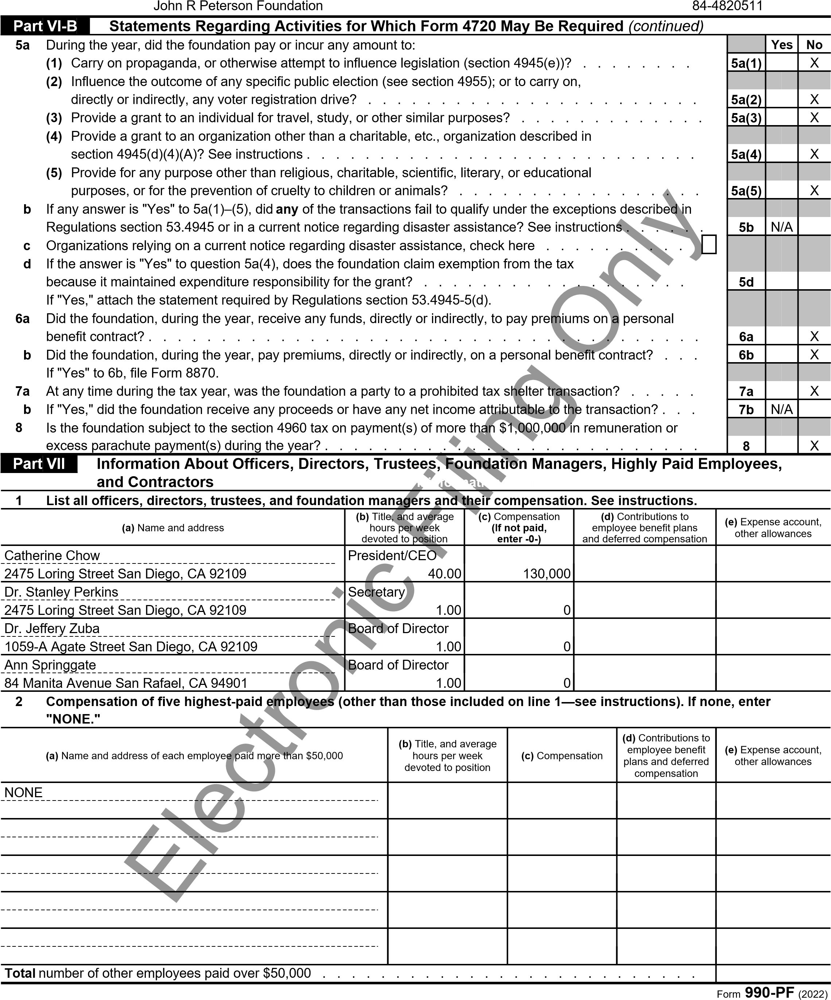 John R Peterson Foundation 84-4820511
Part VI-B Statements Regarding Activities for Which Form 4720 May Be Required (continued)
5a During the year, did the foundation pay or incur any amount to: Yes No
(1) Carry on propaganda, or otherwise attempt to influence legislation (section 4945(e))? . . . . . . . . 5a(1) X
(2) Influence the outcome of any specific public election (see section 4955); or to carry on,
directly or indirectly, any voter registration drive? . . . . . . . . . . . . . . . . . . . . . . . 5a(2) X
(3) Provide a grant to an individual for travel, study, or other similar purposes? . . . . . . . . . . . . . 5a(3) X
(4) Provide a grant to an organization other than a charitable, etc., organization described in
section 4945(d)(4)(A)? See instructions . . . . . . . . . . . . . . . . . . . . . . . . . . . 5a(4) X
(5) Provide for any purpose other than religious, charitable, scientific, literary, or educational
purposes, or for the prevention of cruelty to children or animals? . . . . . . . . . . . . . . . . . 5a(5) X
b If any answer is "Yes" to 5a(1)–(5), did any of the transactions fail to qualify under the exceptions described in
Regulations section 53.4945 or in a current notice regarding disaster assistance? See instructions . . . . . . 5b N/A
c Organizations relying on a current notice regarding disaster assistance, check here . . . . . . . . . .
d If the answer is "Yes" to question 5a(4), does the foundation claim exemption from the tax
because it maintained expenditure responsibility for the grant? . . . . . . . . . . . . . . . . . . 5d
If "Yes," attach the statement required by Regulations section 53.4945-5(d).
6a Did the foundation, during the year, receive any funds, directly or indirectly, to pay premiums on a personal
benefit contract? . . . . . . . . . . . . . . . . . . . . . . . . . . . . . . . . . . . . . . 6a X
b Did the foundation, during the year, pay premiums, directly or indirectly, on a personal benefit contract? . . . 6b X
If "Yes" to 6b, file Form 8870.
7a At any time during the tax year, was the foundation a party to a prohibited tax shelter transaction? . . . . . 7a X
b If "Yes," did the foundation receive any proceeds or have any net income attributable to the transaction? . . . 7b N/A
8 Is the foundation subject to the section 4960 tax on payment(s) of more than $1,000,000 in remuneration or
excess parachute payment(s) during the year? . . . . . . . . . . . . . . . . . . . . . . . . . . 8 X
Part VII Information About Officers, Directors, Trustees, Foundation Managers, Highly Paid Employees,
and Contractors
1 List all officers, directors, trustees, and foundation managers and their compensation. See instructions.
(a) Name and address
(b) Title, and average
hours per week
devoted to position
(c) Compensation
(If not paid,
enter -0-)
(d) Contributions to
employee benefit plans
and deferred compensation
(e) Expense account,
other allowances
Catherine Chow President/CEO
2475 Loring Street San Diego, CA 92109 40.00 130,000
Dr. Stanley Perkins Secretary
2475 Loring Street San Diego, CA 92109 1.00 0
Dr. Jeffery Zuba Board of Director
1059-A Agate Street San Diego, CA 92109 1.00 0
Ann Springgate Board of Director
84 Manita Avenue San Rafael, CA 94901 1.00 0
2 Compensation of five highest-paid employees (other than those included on line 1—see instructions). If none, enter
"NONE."
(a) Name and address of each employee paid more than $50,000
(b) Title, and average
hours per week
devoted to position
(c) Compensation
(d) Contributions to
employee benefit
plans and deferred
compensation
(e) Expense account,
other allowances
NONE
Total number of other employees paid over $50,000 . . . . . . . . . . . . . . . . . . . . . . . .
Form 990-PF (2022)
Electronic Filing Only